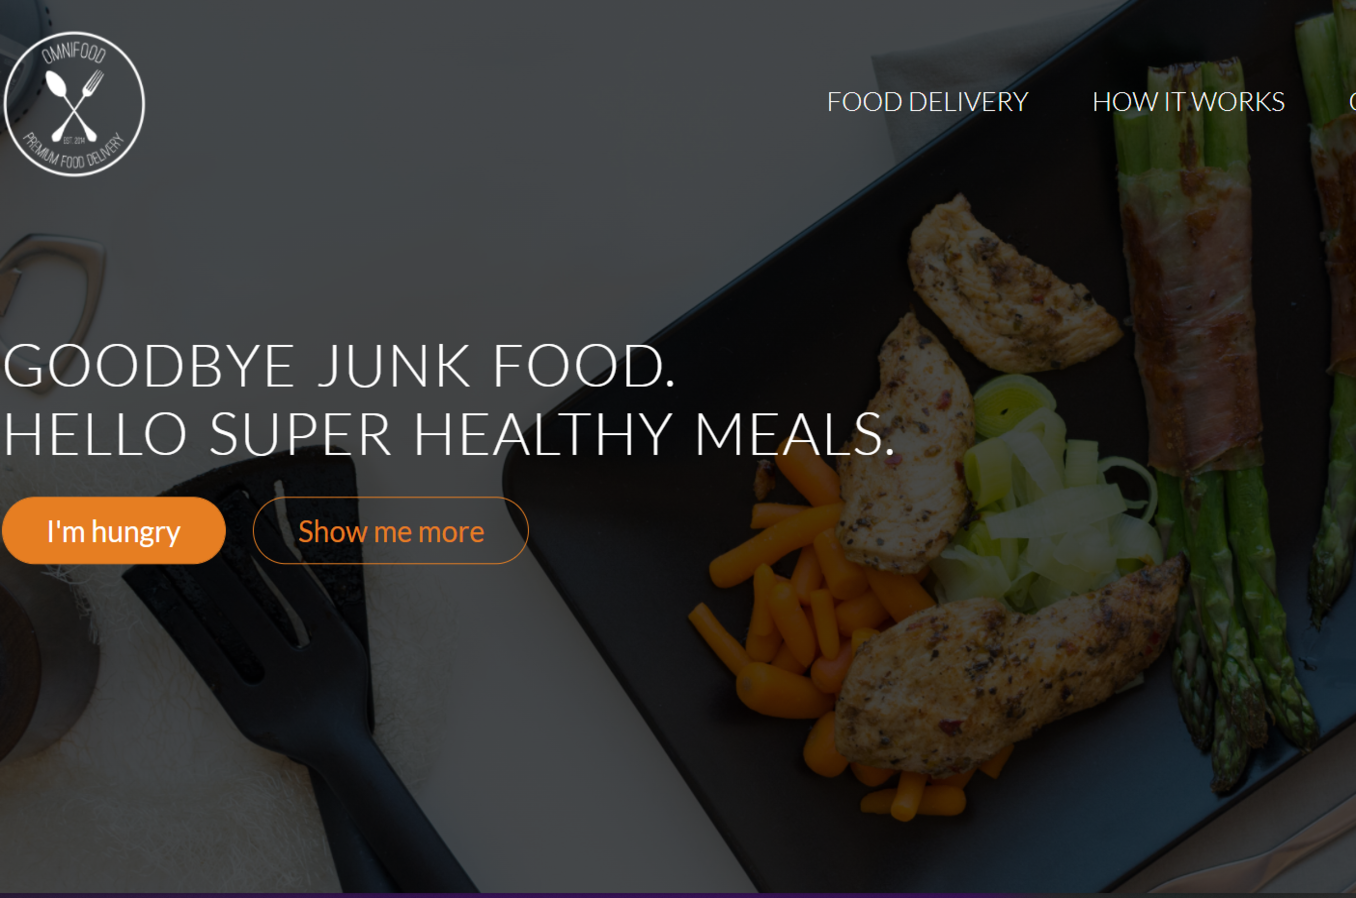 OMNIFOOD
EST. 2014
PREMIUM FOOD DELIVERY
FOOD DELIVERY
HOW IT WORKS
GOODBYE JUNK FOOD.
HELLO SUPER HEALTHY MEALS.
I'm hungry
Show me more